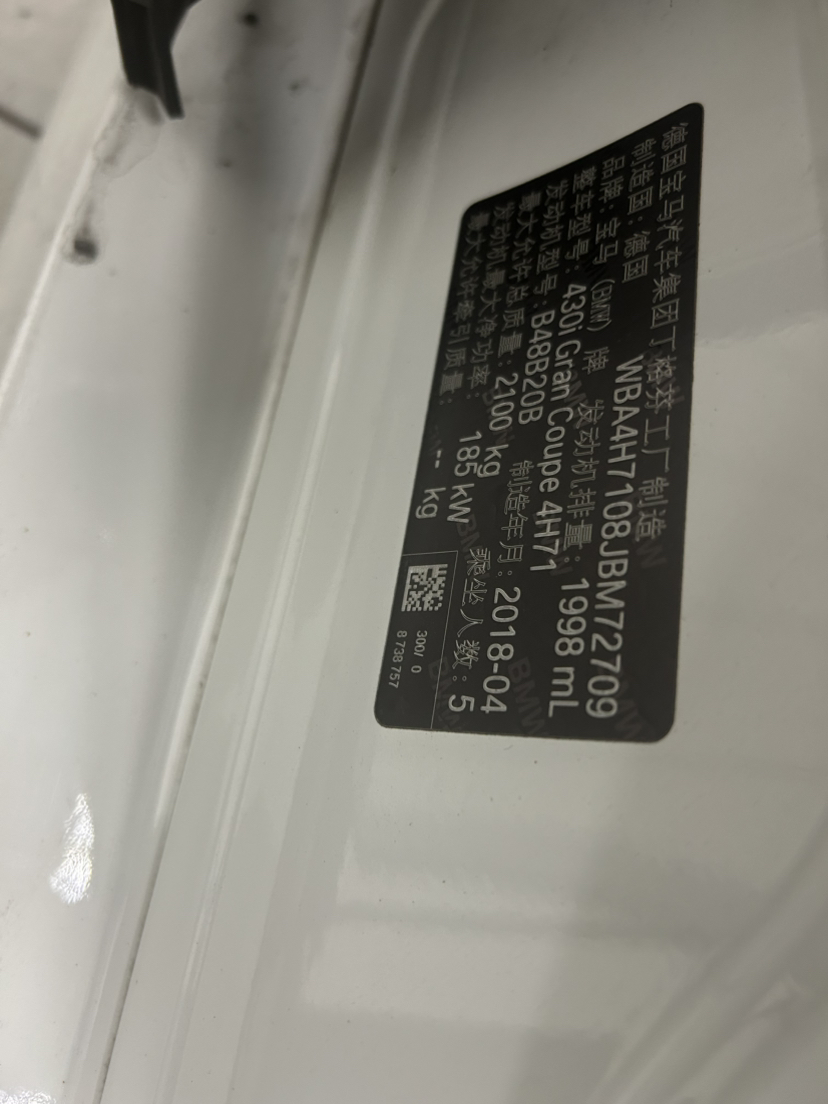 德国宝马汽车集团丁格芬工厂制造
制造国：德国 WBA4H7108JBM72709
品牌：宝马（BMW）牌 发动机排量：1998 mL
整车型号：430i Gran Coupe 4H71
发动机型号：B48B20B 制造年月：2018-04
最大允许总质量：2100 kg 乘坐人数：5
发动机最大净功率：185 kW
最大允许牵引质量：-- kg
300/ 0
8 738 757